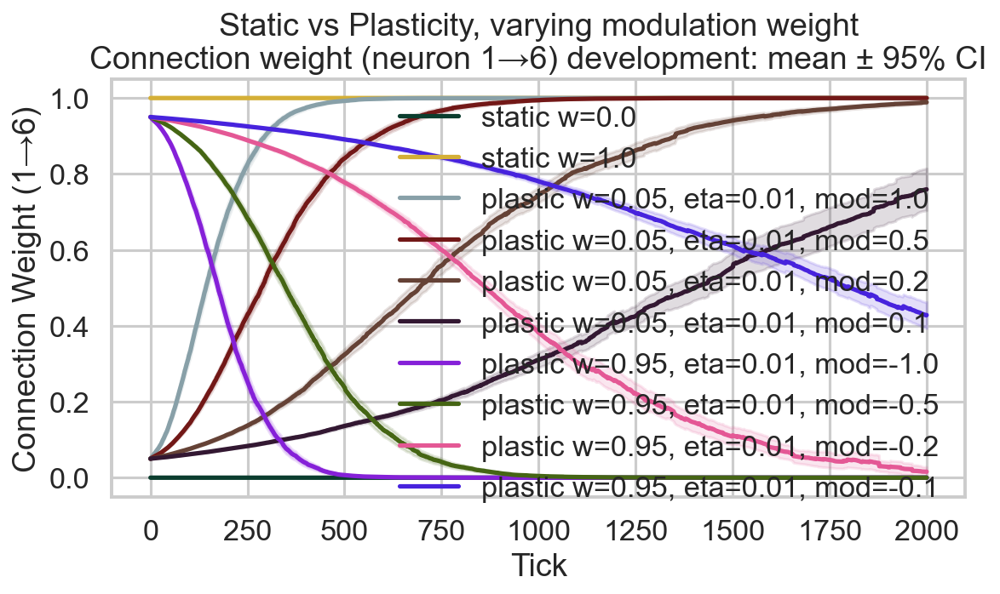 Static vs Plasticity, varying modulation weight
Connection weight (neuron 1→6) development: mean ± 95% CI
Connection Weight (1→6)
1.0
0.8
0.6
0.4
0.2
0.0
static w=0.0
static w=1.0
plastic w=0.05, eta=0.01, mod=1.0
plastic w=0.05, eta=0.01, mod=0.5
plastic w=0.05, eta=0.01, mod=0.2
plastic w=0.05, eta=0.01, mod=0.1
plastic w=0.95, eta=0.01, mod=-1.0
plastic w=0.95, eta=0.01, mod=-0.5
plastic w=0.95, eta=0.01, mod=-0.2
plastic w=0.95, eta=0.01, mod=-0.1
0 250 500 750 1000 1250 1500 1750 2000
Tick